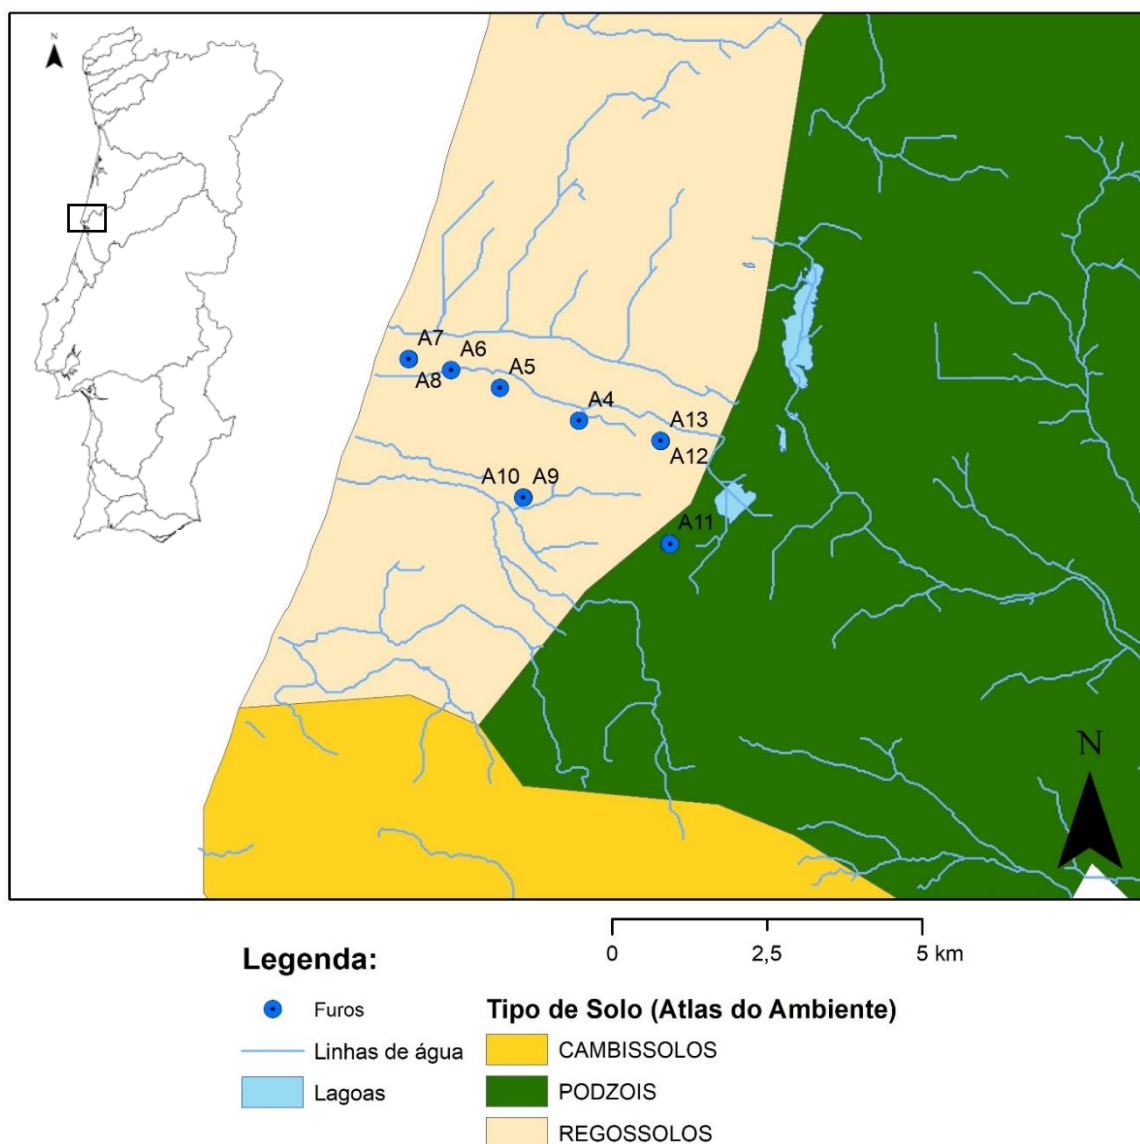 N
A7
A6
A8
A5
A4
A13
A12
A10
A9
A11
N
0
2,5
5 km
Legenda:
Furos
Linhas de água
Lagoas
Tipo de Solo (Atlas do Ambiente)
CAMBISSOLOS
PODZOIS
REGOSSOLOS